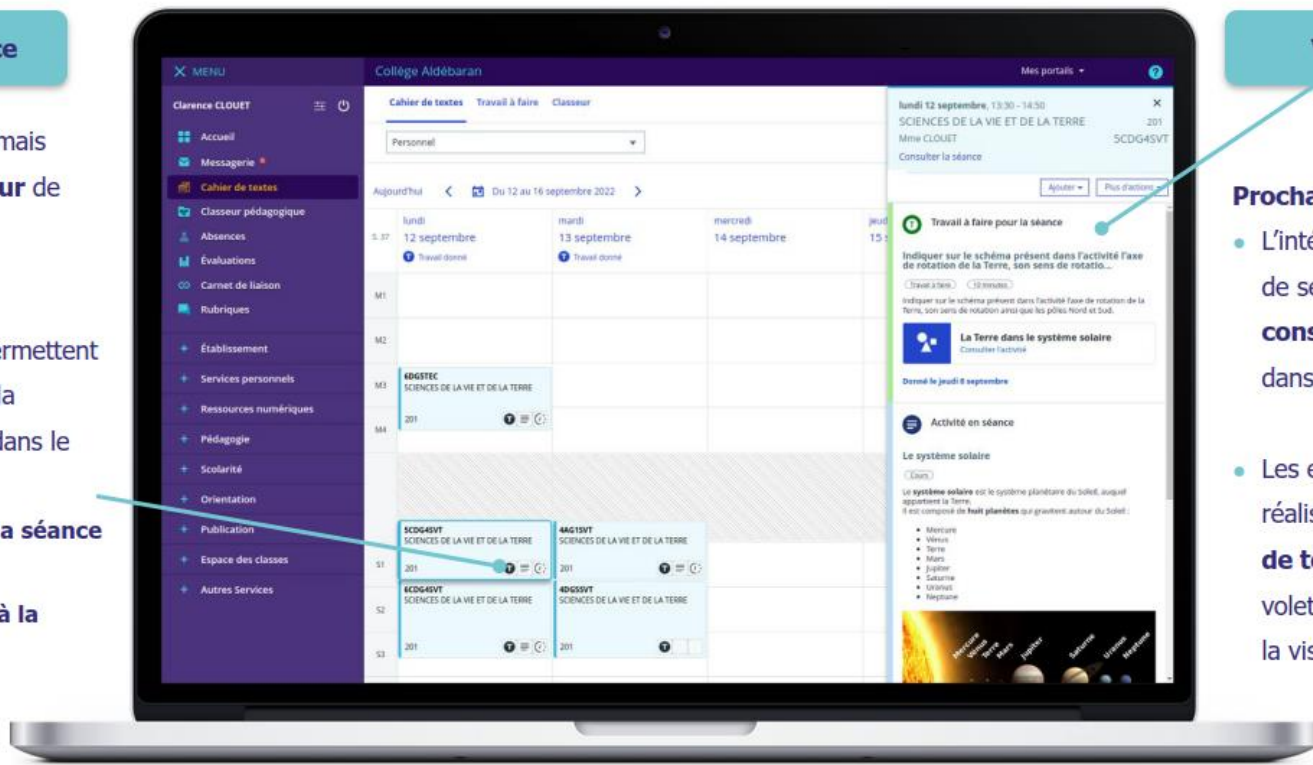 ce
mais
ur de
ermettent
la
dans le
a séance
à la
MENU
Clarence CLOUET
Accueil
Messagerie
Cahier de textes
Classeur pédagogique
Absences
Évaluations
Carnet de liaison
Rubriques
+ Établissement
+ Services personnels
+ Ressources numériques
+ Pédagogie
+ Scolarité
+ Orientation
+ Publication
+ Espace des classes
+ Autres Services
Collège Aldébaran
Mes portails
?
Cahier de textes Travail à faire Classeur
Personnel
Aujourd'hui < Du 12 au 16 septembre 2022 >
S. 37
lundi
12 septembre
Travail donné
mardi
13 septembre
Travail donné
mercredi
14 septembre
jeud
15 s
M1
M2
M3
6DG5TEC
SCIENCES DE LA VIE ET DE LA TERRE
201
M4
S1
5CDG4SVT
SCIENCES DE LA VIE ET DE LA TERRE
201
4AG1SVT
SCIENCES DE LA VIE ET DE LA TERRE
201
S2
6CDG4SVT
SCIENCES DE LA VIE ET DE LA TERRE
201
4DG5SVT
SCIENCES DE LA VIE ET DE LA TERRE
201
S3
lundi 12 septembre, 13:30 - 14:50
SCIENCES DE LA VIE ET DE LA TERRE 201
Mme CLOUET 5CDG4SVT
Consulter la séance
Ajouter Plus d'actions
Travail à faire pour la séance
Indiquer sur le schéma présent dans l'activité l'axe
de rotation de la Terre, son sens de rotatio...
Travail à faire 10 minutes
Indiquer sur le schéma présent dans l'activité l'axe de rotation de la
Terre, son sens de rotation ainsi que les pôles Nord et Sud.
La Terre dans le système solaire
Consulter l'activité
Donné le jeudi 8 septembre
Activité en séance
Le système solaire
Cours
Le système solaire est le système planétaire du Soleil, auquel
appartient la Terre.
Il est composé de huit planètes qui gravitent autour du Soleil :
• Mercure
• Vénus
• Terre
• Mars
• Jupiter
• Saturne
• Uranus
• Neptune
Mercure
Vénus
Terre
Mars
Jupiter
Saturne
Uranus
Neptune
Procha
• L'inté
de se
cons
dans
• Les e
réalis
de te
volet
la vis